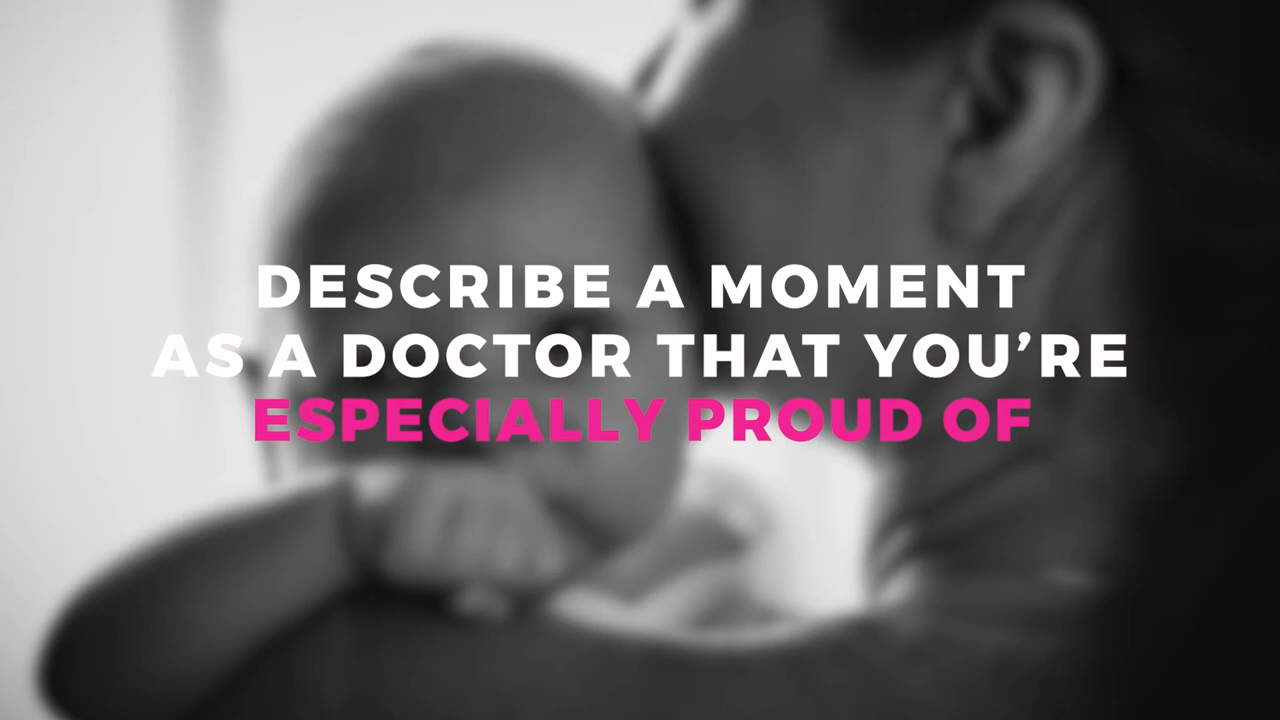 DESCRIBE A MOMENT
AS A DOCTOR THAT YOU’RE
ESPECIALLY PROUD OF